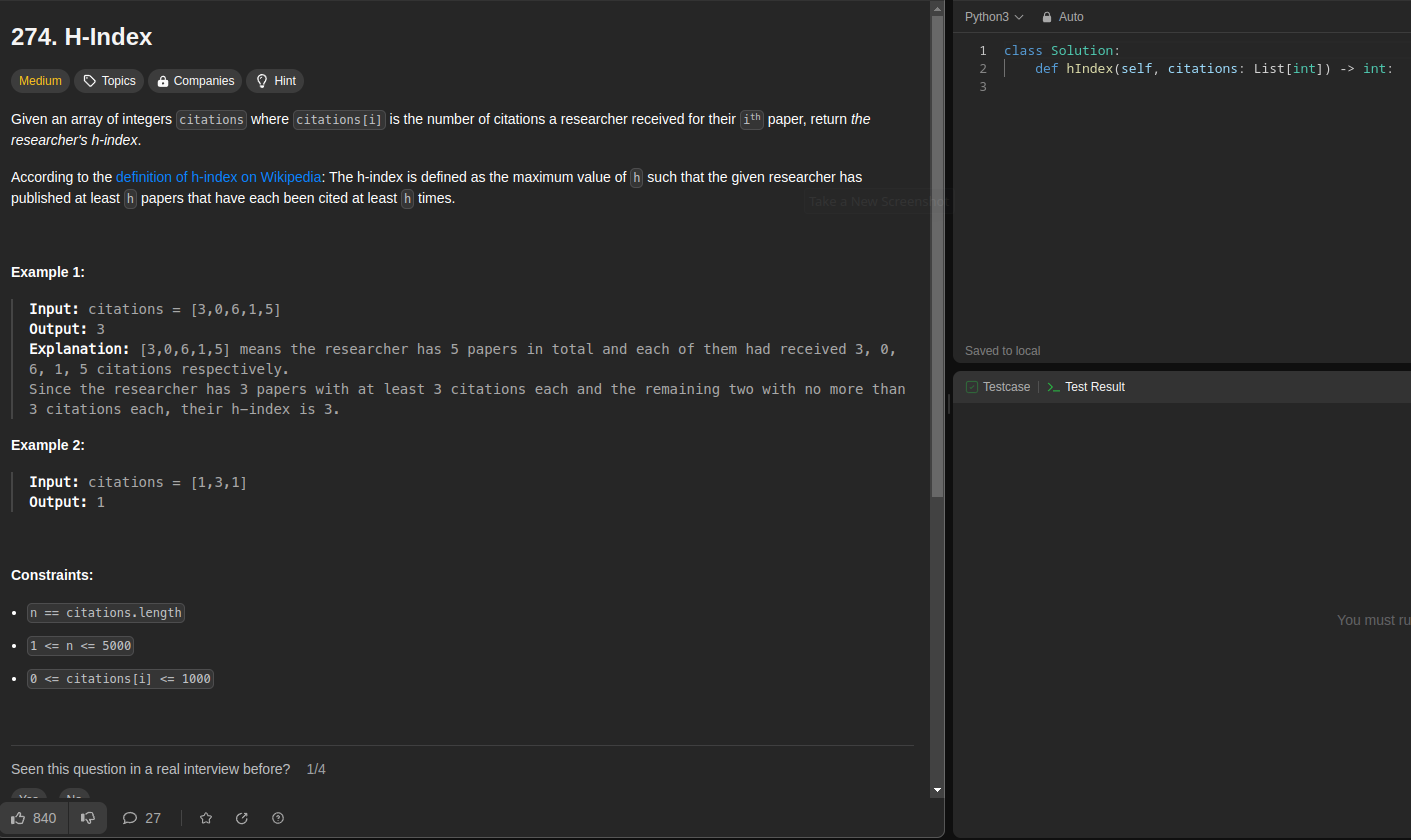 274. H-Index
Medium
Topics
Companies
Hint
Given an array of integers citations where citations[i] is the number of citations a researcher received for their iᵗʰ paper, return the
researcher's h-index.
According to the definition of h-index on Wikipedia: The h-index is defined as the maximum value of h such that the given researcher has
published at least h papers that have each been cited at least h times.
Take a New Screenshot
Example 1:
Input: citations = [3,0,6,1,5]
Output: 3
Explanation: [3,0,6,1,5] means the researcher has 5 papers in total and each of them had received 3, 0,
6, 1, 5 citations respectively.
Since the researcher has 3 papers with at least 3 citations each and the remaining two with no more than
3 citations each, their h-index is 3.
Example 2:
Input: citations = [1,3,1]
Output: 1
Constraints:
• n == citations.length
• 1 <= n <= 5000
• 0 <= citations[i] <= 1000
Seen this question in a real interview before? 1/4
Yes No
840
27
Python3 Auto
1 class Solution:
2 def hIndex(self, citations: List[int]) -> int:
3
Saved to local
Testcase
>_ Test Result
You must ru